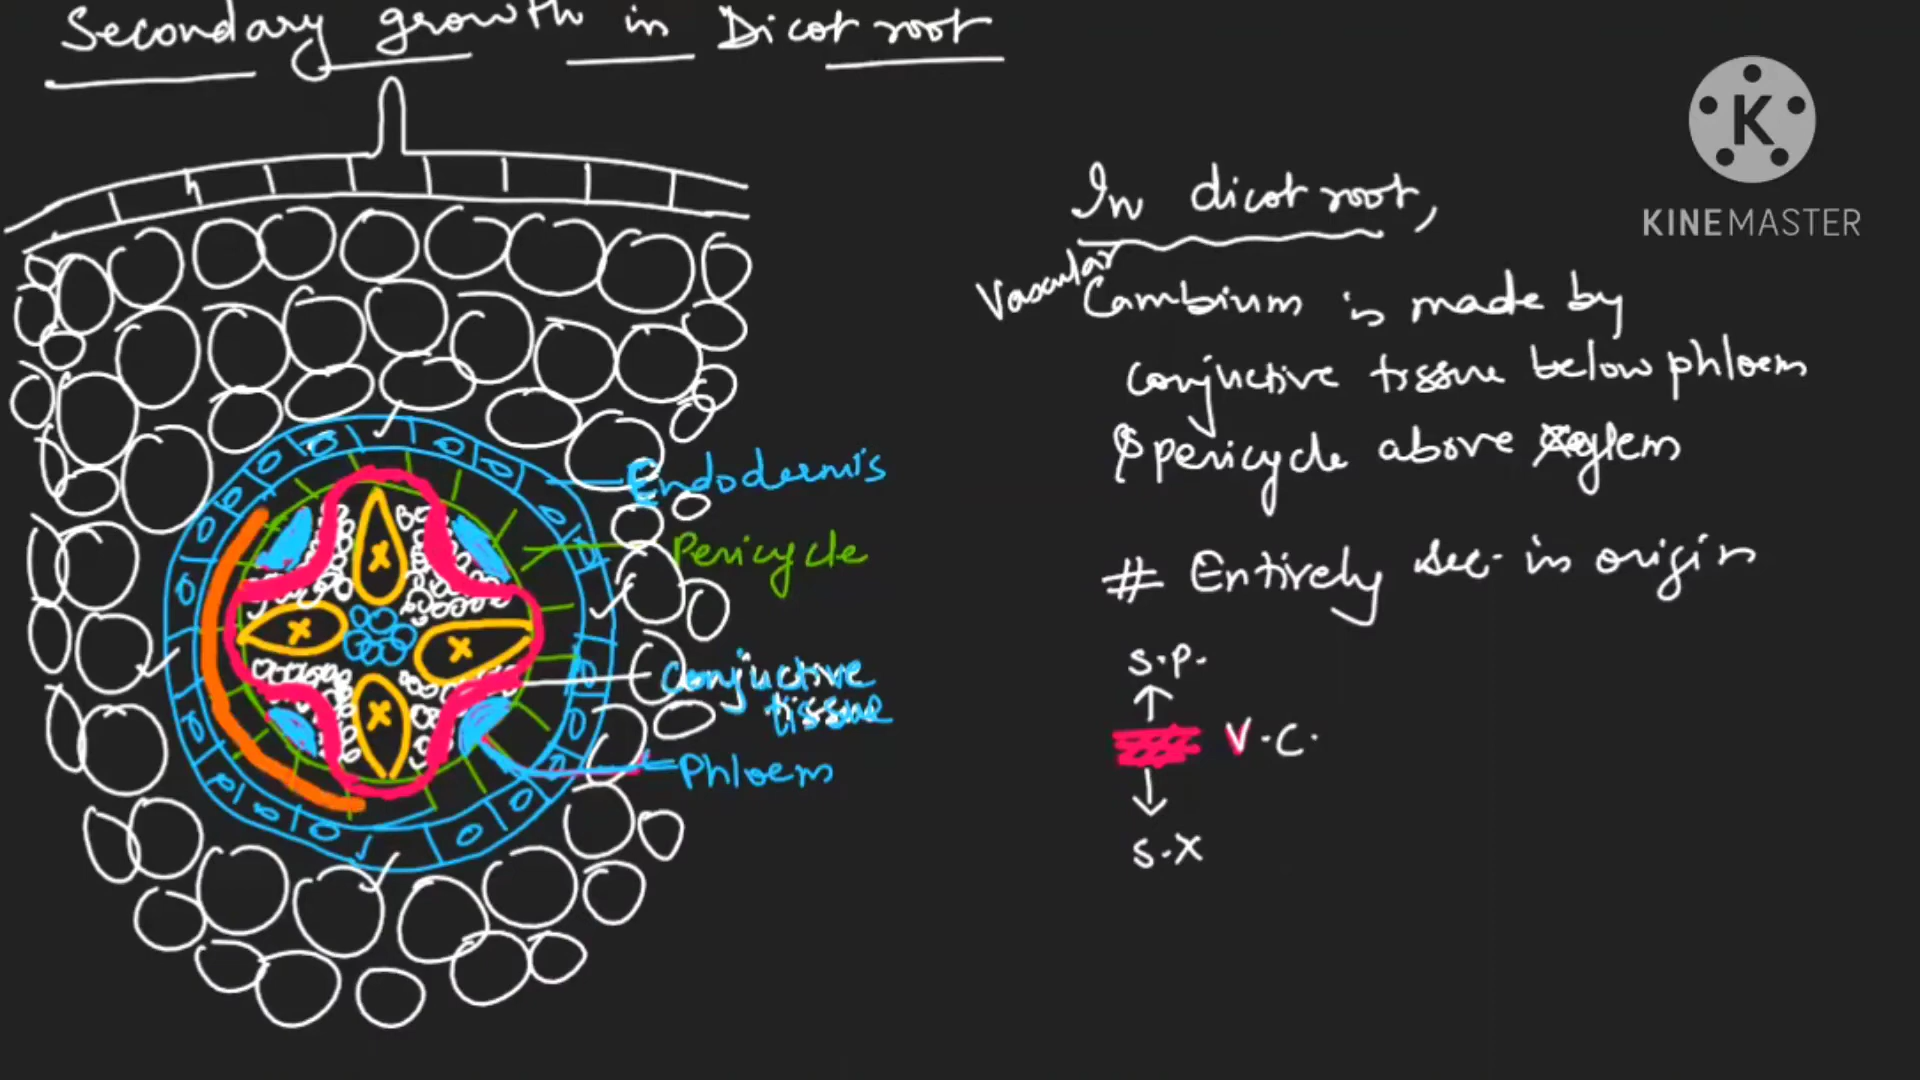 Secondary growth in Dicot root
K
KINEMASTER
In dicot root,
Vascular Cambium is made by
conjuctive tissue below phloem
& pericycle above xylem
# Entirely sec. in origin
S.P.
V.C.
S.X
Endodermis
Pericycle
Conjuctive
tissue
Phloem
x
x
x
x